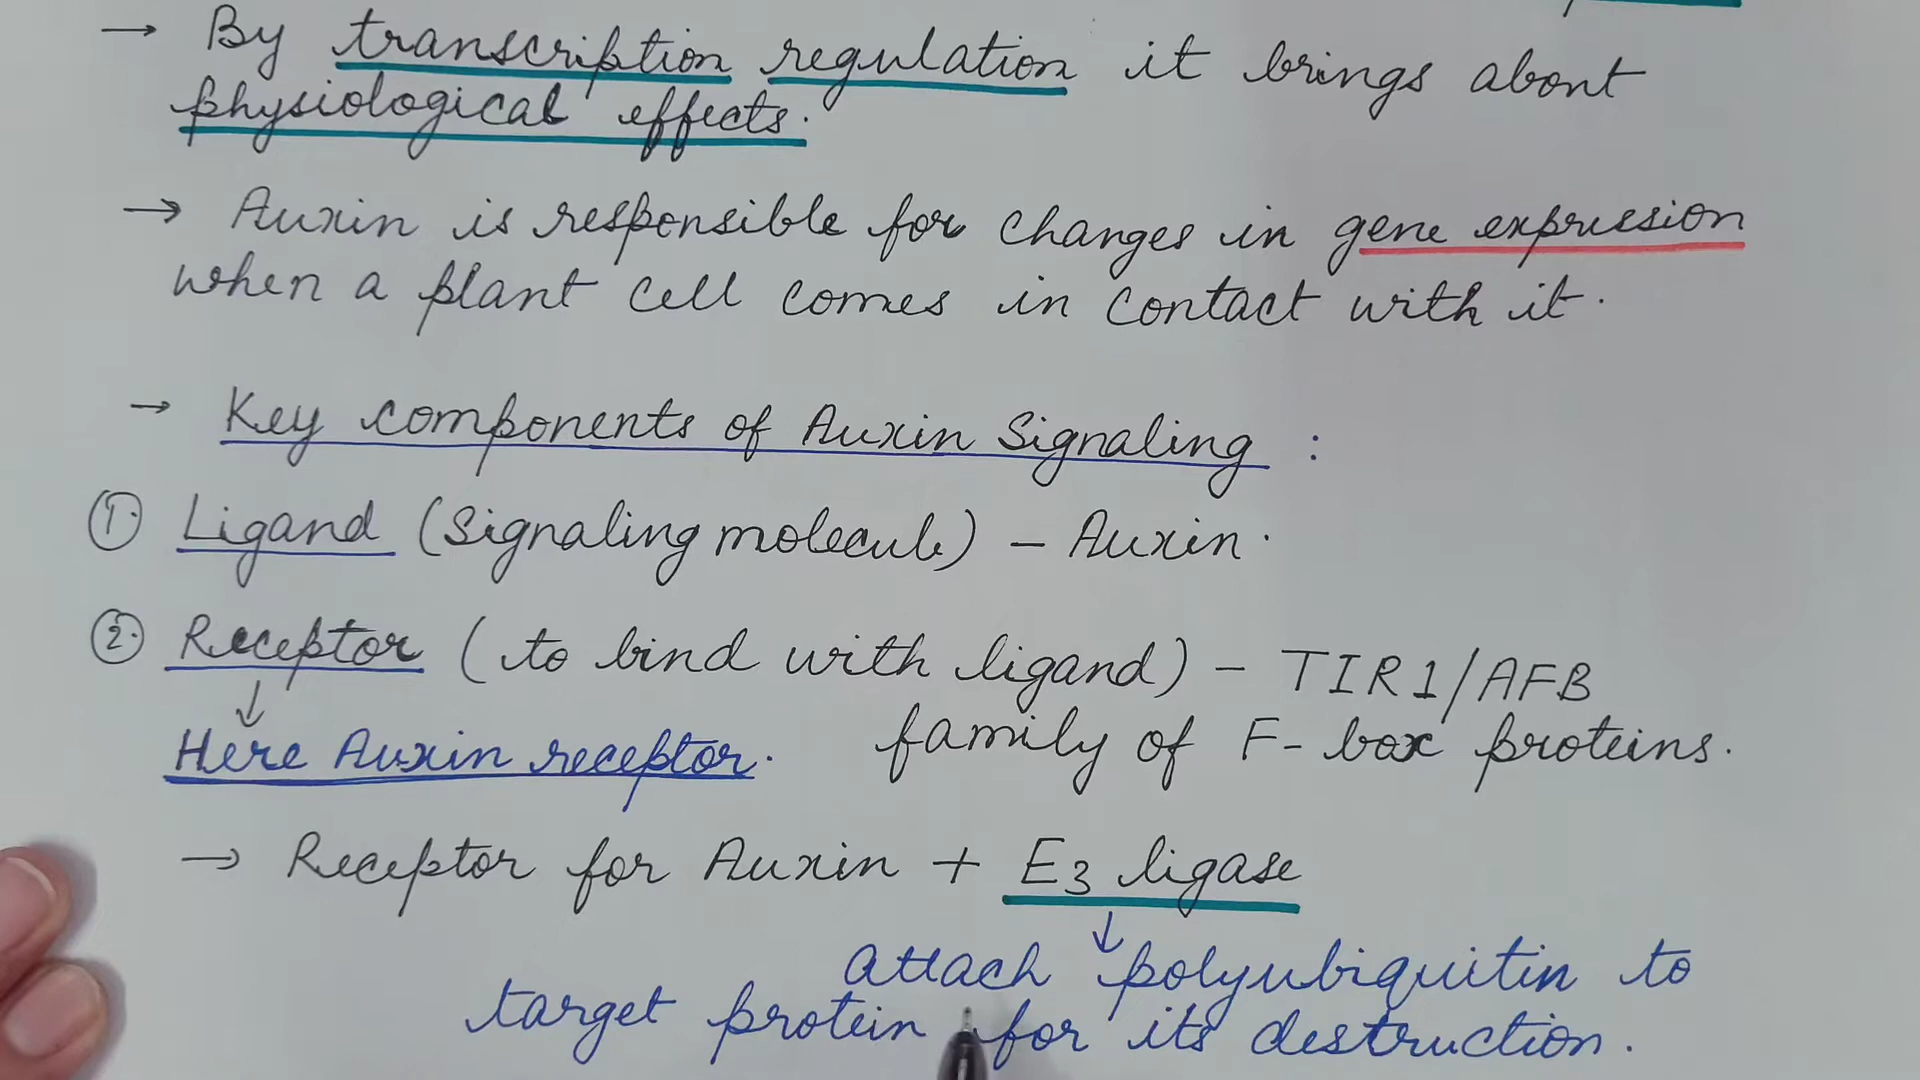 → By transcription regulation it brings about
physiological effects.
→ Auxin is responsible for changes in gene expression
when a plant cell comes in contact with it.
→ Key components of Auxin Signaling :
① Ligand (Signaling molecule) – Auxin.
② Receptor (to bind with ligand) – TIR1/AFB
↓
Here Auxin receptor. family of F-box proteins.
→ Receptor for Auxin + E3 ligase
↓
attach polyubiquitin to
target protein for its destruction.